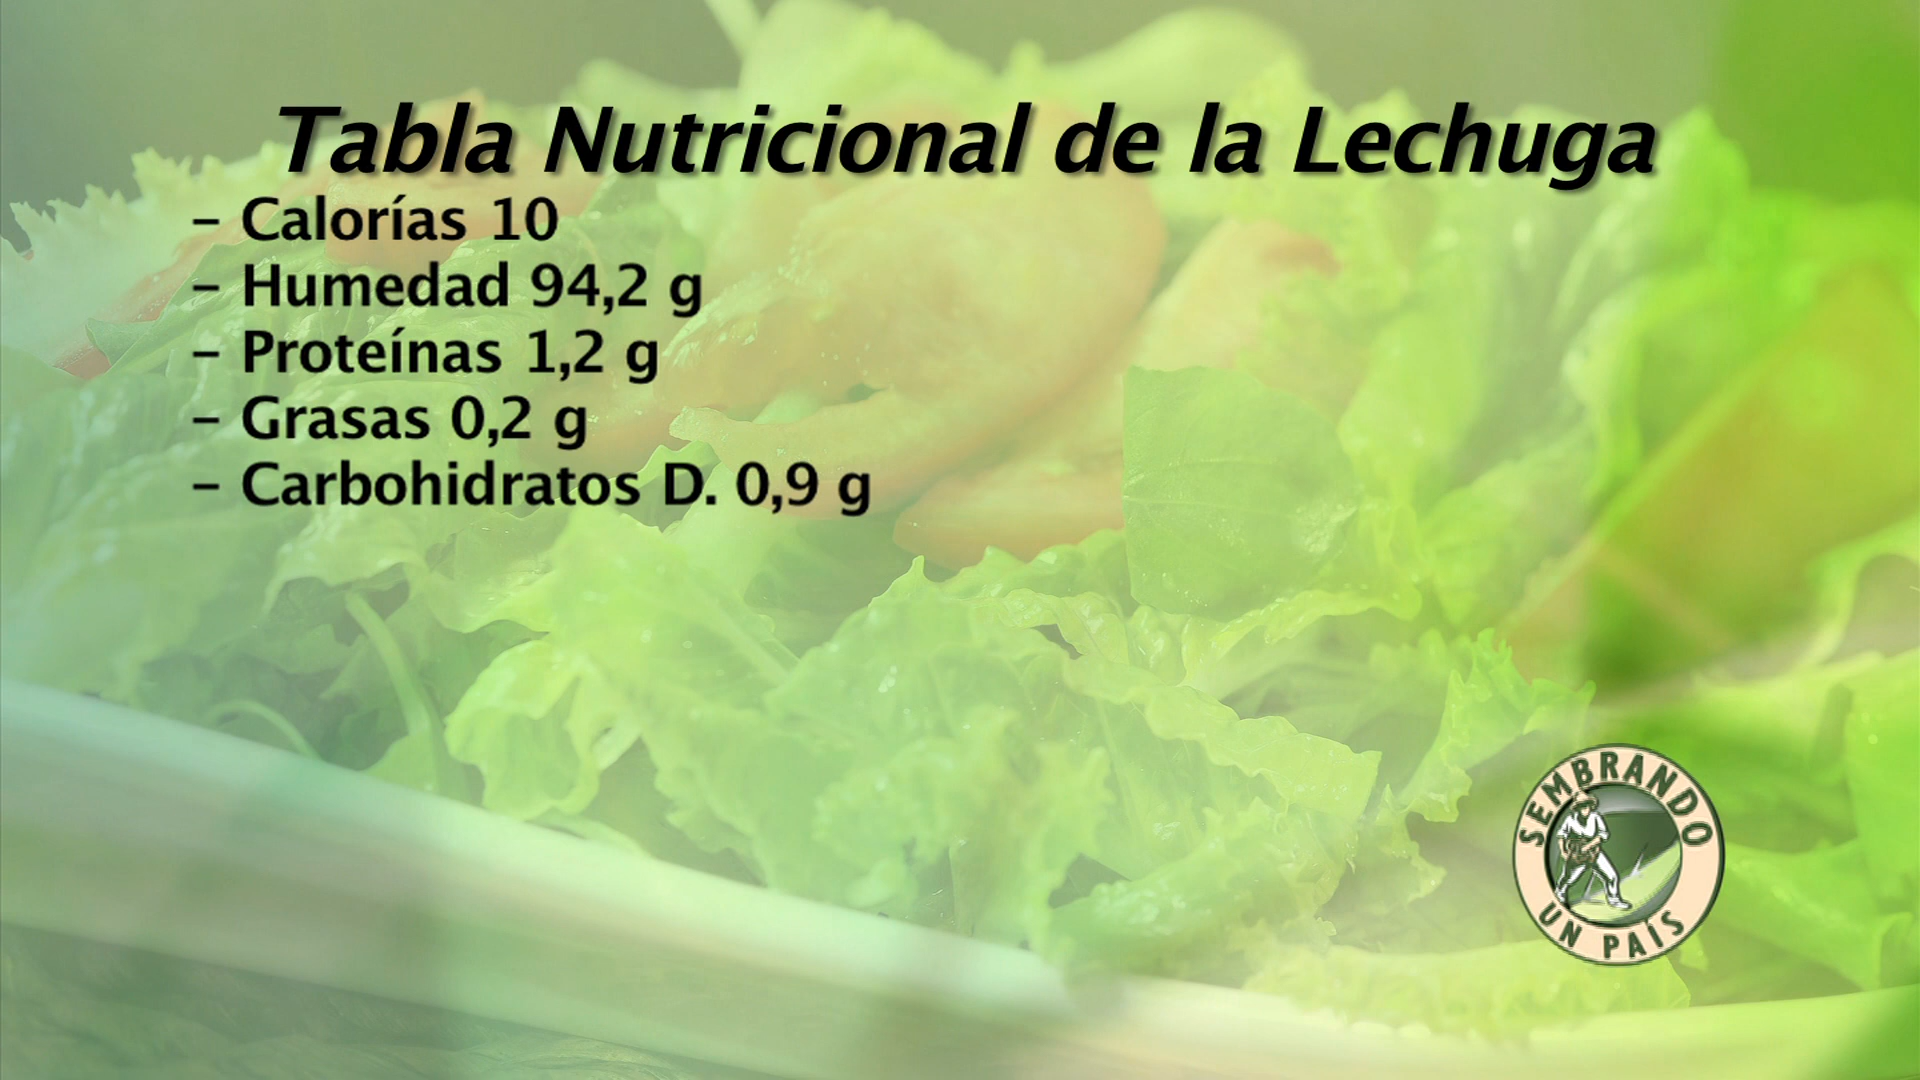 Tabla Nutricional de la Lechuga
– Calorías 10
– Humedad 94,2 g
– Proteínas 1,2 g
– Grasas 0,2 g
– Carbohidratos D. 0,9 g
SEMBRANDO
UN PAÍS